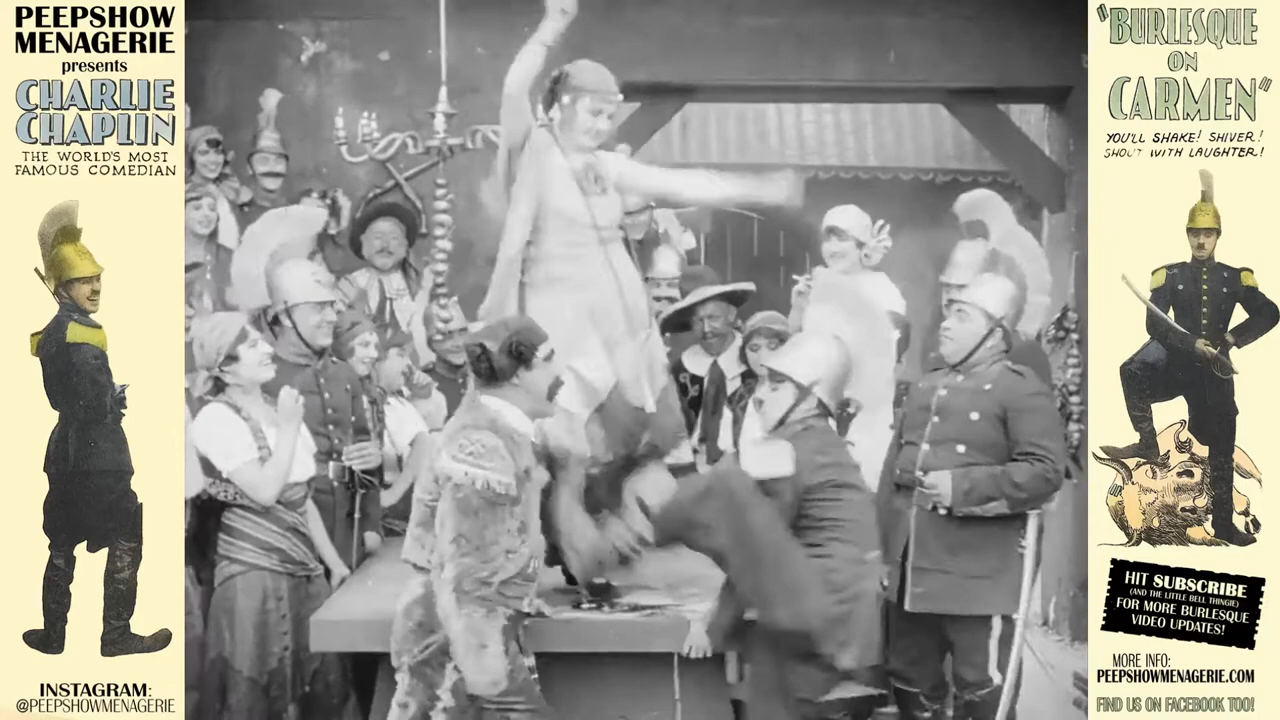 PEEPSHOW
MENAGERIE
presents
CHARLIE
CHAPLIN
THE WORLD'S MOST
FAMOUS COMEDIAN
INSTAGRAM:
@PEEPSHOWMENAGERIE
"BURLESQUE
ON
CARMEN"
YOU'LL SHAKE! SHIVER!
SHOUT WITH LAUGHTER!
HIT SUBSCRIBE
(AND THE LITTLE BELL THINGIE)
FOR MORE BURLESQUE
VIDEO UPDATES!
MORE INFO:
PEEPSHOWMENAGERIE.COM
FIND US ON FACEBOOK TOO!